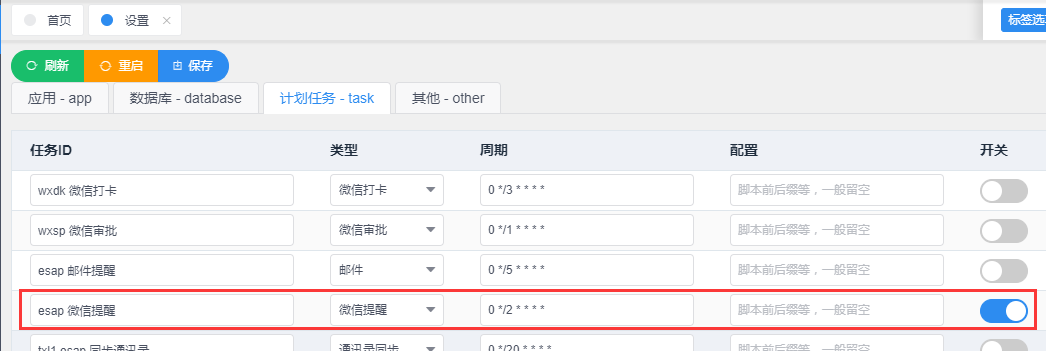 首页 设置
标签选
刷新 重启 保存
应用 - app 数据库 - database 计划任务 - task 其他 - other
任务ID 类型 周期 配置 开关
wxdk 微信打卡 微信打卡 0 */3 * * * * 脚本前后缀等，一般留空
wxsp 微信审批 微信审批 0 */1 * * * * 脚本前后缀等，一般留空
esap 邮件提醒 邮件 0 */5 * * * * 脚本前后缀等，一般留空
esap 微信提醒 微信提醒 0 */2 * * * * 脚本前后缀等，一般留空
txl1 esap 同步通讯录 通讯录同步 0 */20 * * * * 脚本前后缀等，一般留空